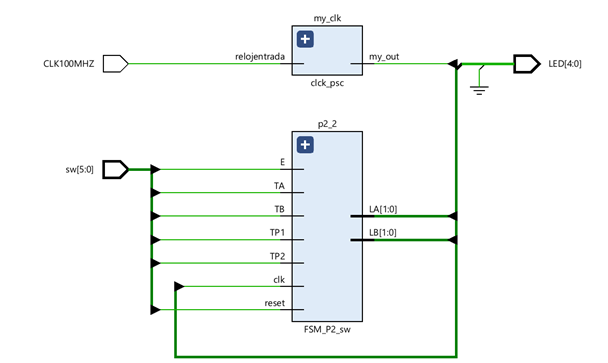 my_clk
CLK100MHZ
relojentrada
my_out
LED[4:0]
clck_psc
p2_2
sw[5:0]
E
TA
TB
TP1
TP2
clk
reset
LA[1:0]
LB[1:0]
FSM_P2_sw